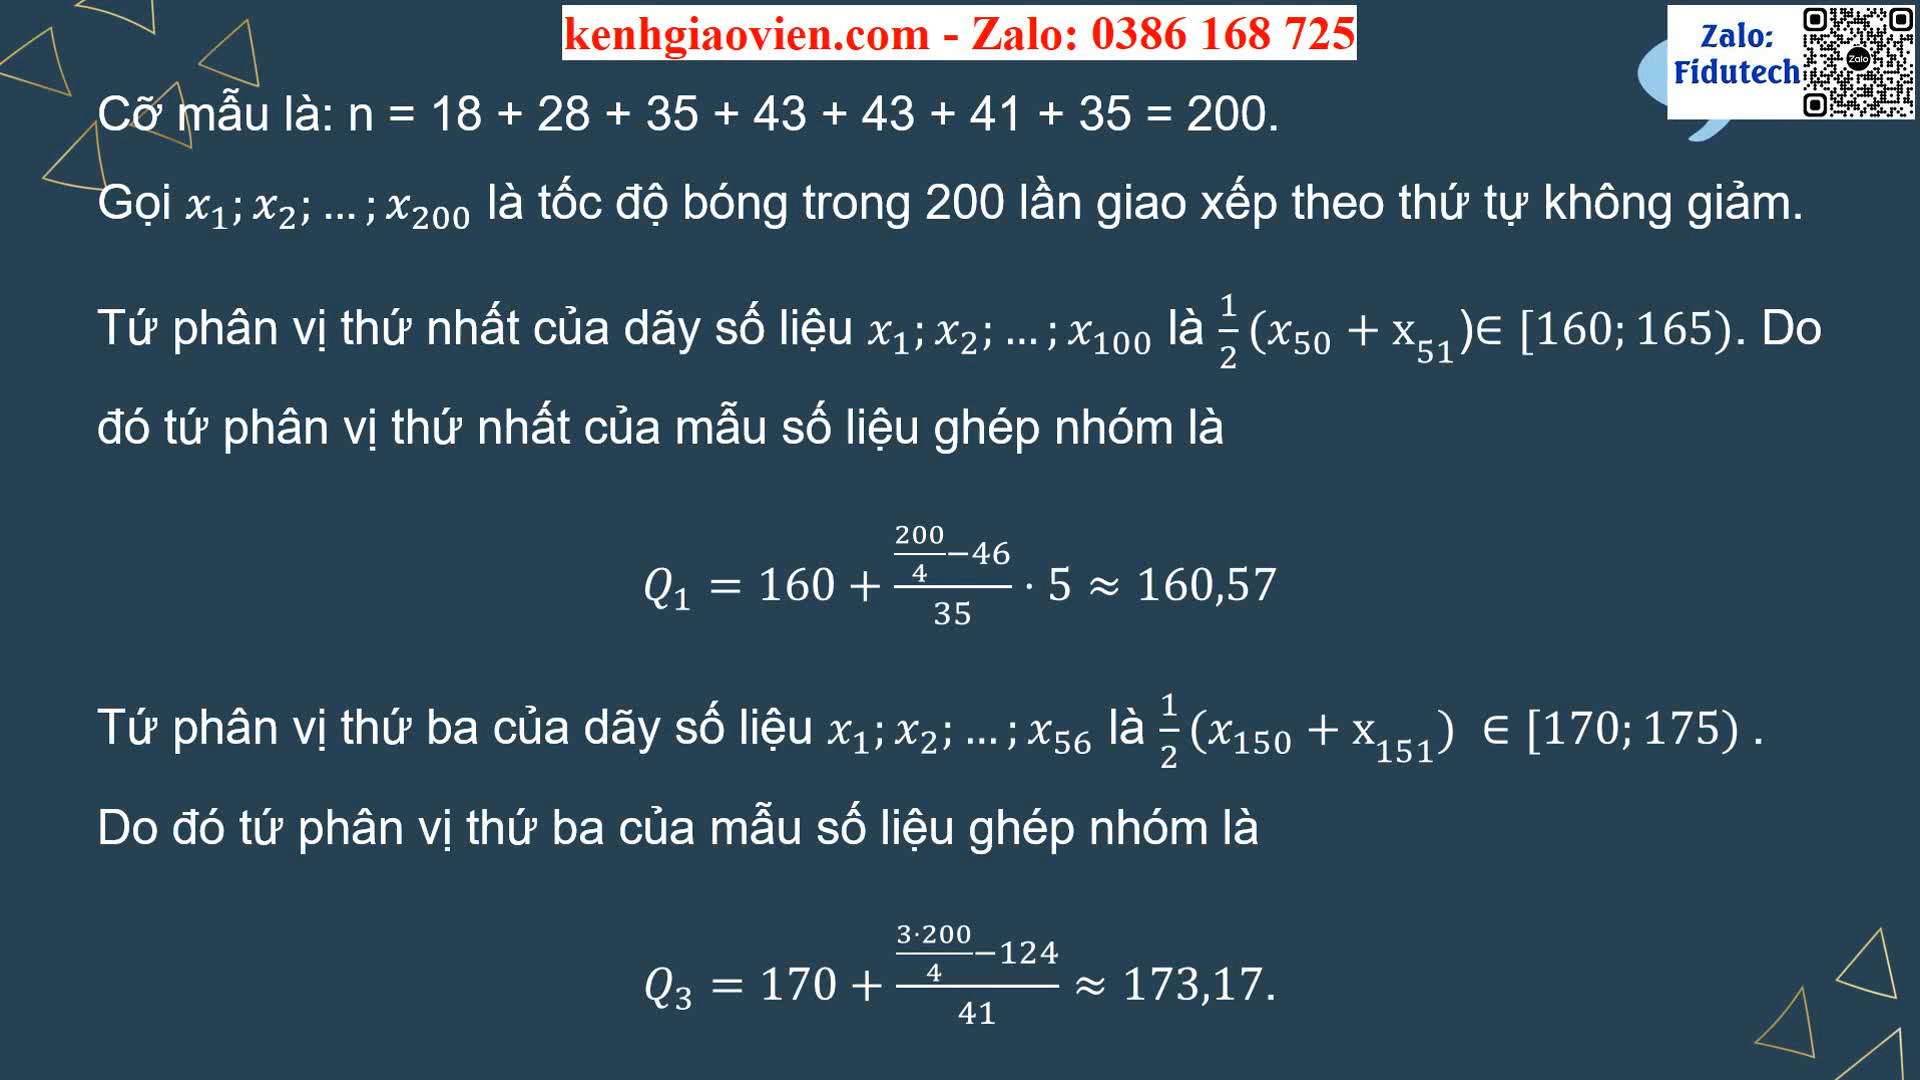 kenhgiaovien.com - Zalo: 0386 168 725
Zalo:
Fidutech
Zalo
Cỡ mẫu là: n = 18 + 28 + 35 + 43 + 43 + 41 + 35 = 200.
Gọi x₁; x₂; … ; x₂₀₀ là tốc độ bóng trong 200 lần giao xếp theo thứ tự không giảm.
Tứ phân vị thứ nhất của dãy số liệu x₁; x₂; … ; x₁₀₀ là 1/2 (x₅₀ + x₅₁)∈ [160; 165). Do
đó tứ phân vị thứ nhất của mẫu số liệu ghép nhóm là
Q₁ = 160 + (200/4 − 46)/35 · 5 ≈ 160,57
Tứ phân vị thứ ba của dãy số liệu x₁; x₂; … ; x₅₆ là 1/2 (x₁₅₀ + x₁₅₁) ∈ [170; 175) .
Do đó tứ phân vị thứ ba của mẫu số liệu ghép nhóm là
Q₃ = 170 + (3·200/4 − 124)/41 ≈ 173,17.